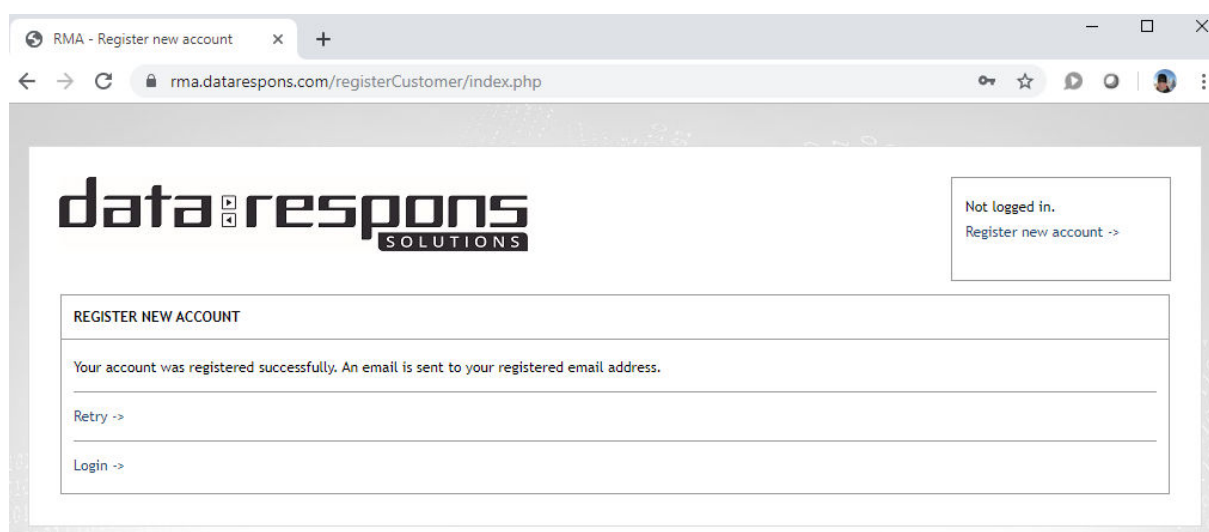 RMA - Register new account
rma.datarespons.com/registerCustomer/index.php
data respons
SOLUTIONS
Not logged in.
Register new account ->
REGISTER NEW ACCOUNT
Your account was registered successfully. An email is sent to your registered email address.
Retry ->
Login ->